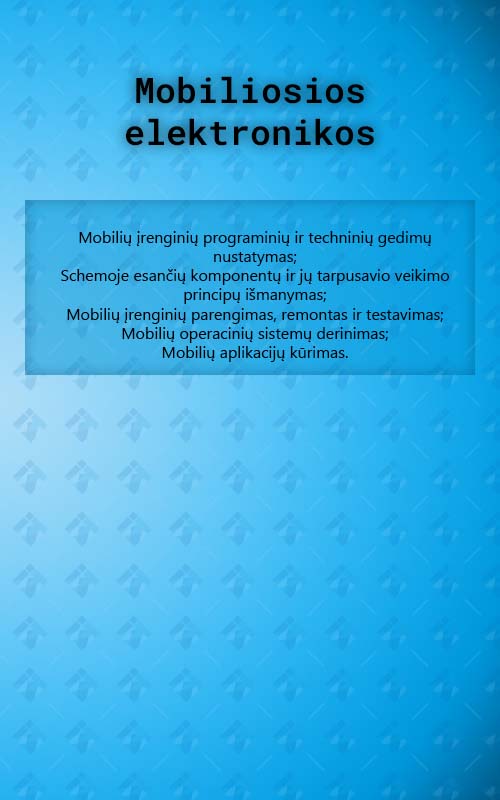 Mobiliosios
elektronikos
Mobilių įrenginių programinių ir techninių gedimų
nustatymas;
Schemoje esančių komponentų ir jų tarpusavio veikimo
principų išmanymas;
Mobilių įrenginių parengimas, remontas ir testavimas;
Mobilių operacinių sistemų derinimas;
Mobilių aplikacijų kūrimas.